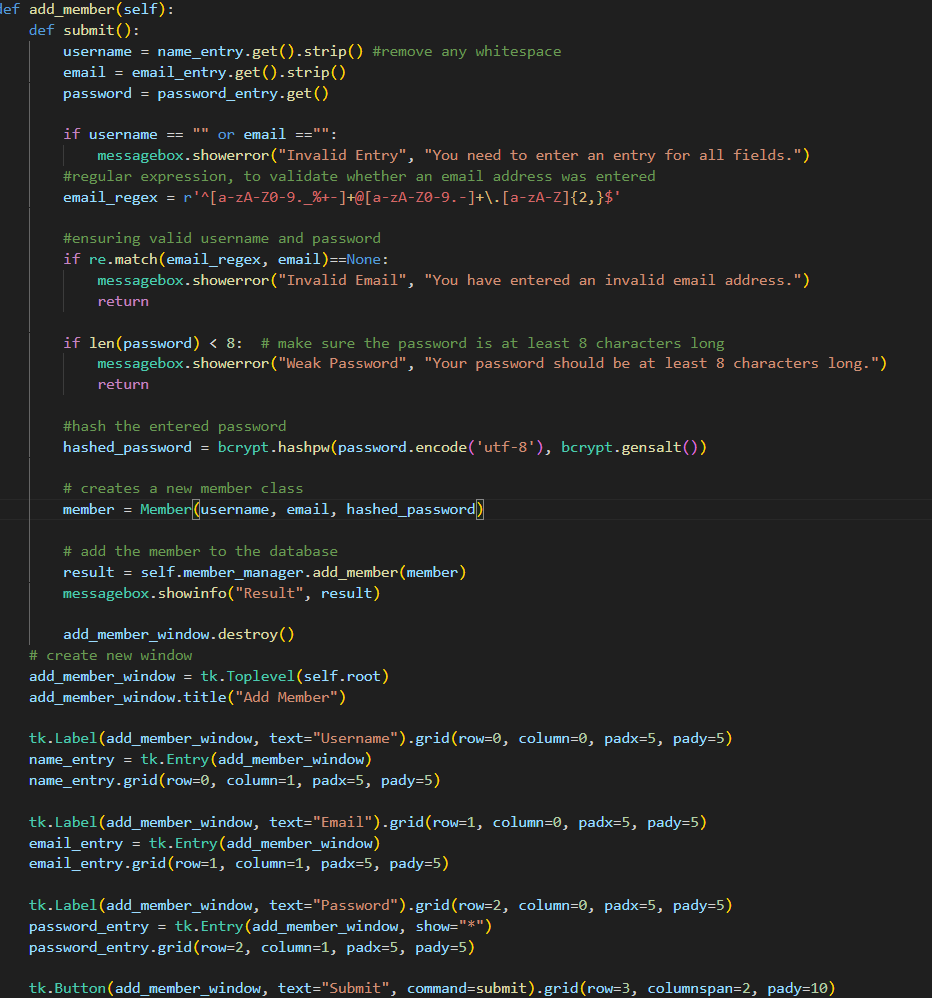 def add_member(self):
    def submit():
        username = name_entry.get().strip() #remove any whitespace
        email = email_entry.get().strip()
        password = password_entry.get()

        if username == "" or email =="":
            messagebox.showerror("Invalid Entry", "You need to enter an entry for all fields.")
        #regular expression, to validate whether an email address was entered
        email_regex = r'^[a-zA-Z0-9._%+-]+@[a-zA-Z0-9.-]+\.[a-zA-Z]{2,}$'

        #ensuring valid username and password
        if re.match(email_regex, email)==None:
            messagebox.showerror("Invalid Email", "You have entered an invalid email address.")
            return

        if len(password) < 8:  # make sure the password is at least 8 characters long
            messagebox.showerror("Weak Password", "Your password should be at least 8 characters long.")
            return

        #hash the entered password
        hashed_password = bcrypt.hashpw(password.encode('utf-8'), bcrypt.gensalt())

        # creates a new member class
        member = Member(username, email, hashed_password)

        # add the member to the database
        result = self.member_manager.add_member(member)
        messagebox.showinfo("Result", result)

        add_member_window.destroy()
    # create new window
    add_member_window = tk.Toplevel(self.root)
    add_member_window.title("Add Member")

    tk.Label(add_member_window, text="Username").grid(row=0, column=0, padx=5, pady=5)
    name_entry = tk.Entry(add_member_window)
    name_entry.grid(row=0, column=1, padx=5, pady=5)

    tk.Label(add_member_window, text="Email").grid(row=1, column=0, padx=5, pady=5)
    email_entry = tk.Entry(add_member_window)
    email_entry.grid(row=1, column=1, padx=5, pady=5)

    tk.Label(add_member_window, text="Password").grid(row=2, column=0, padx=5, pady=5)
    password_entry = tk.Entry(add_member_window, show="*")
    password_entry.grid(row=2, column=1, padx=5, pady=5)

    tk.Button(add_member_window, text="Submit", command=submit).grid(row=3, columnspan=2, pady=10)